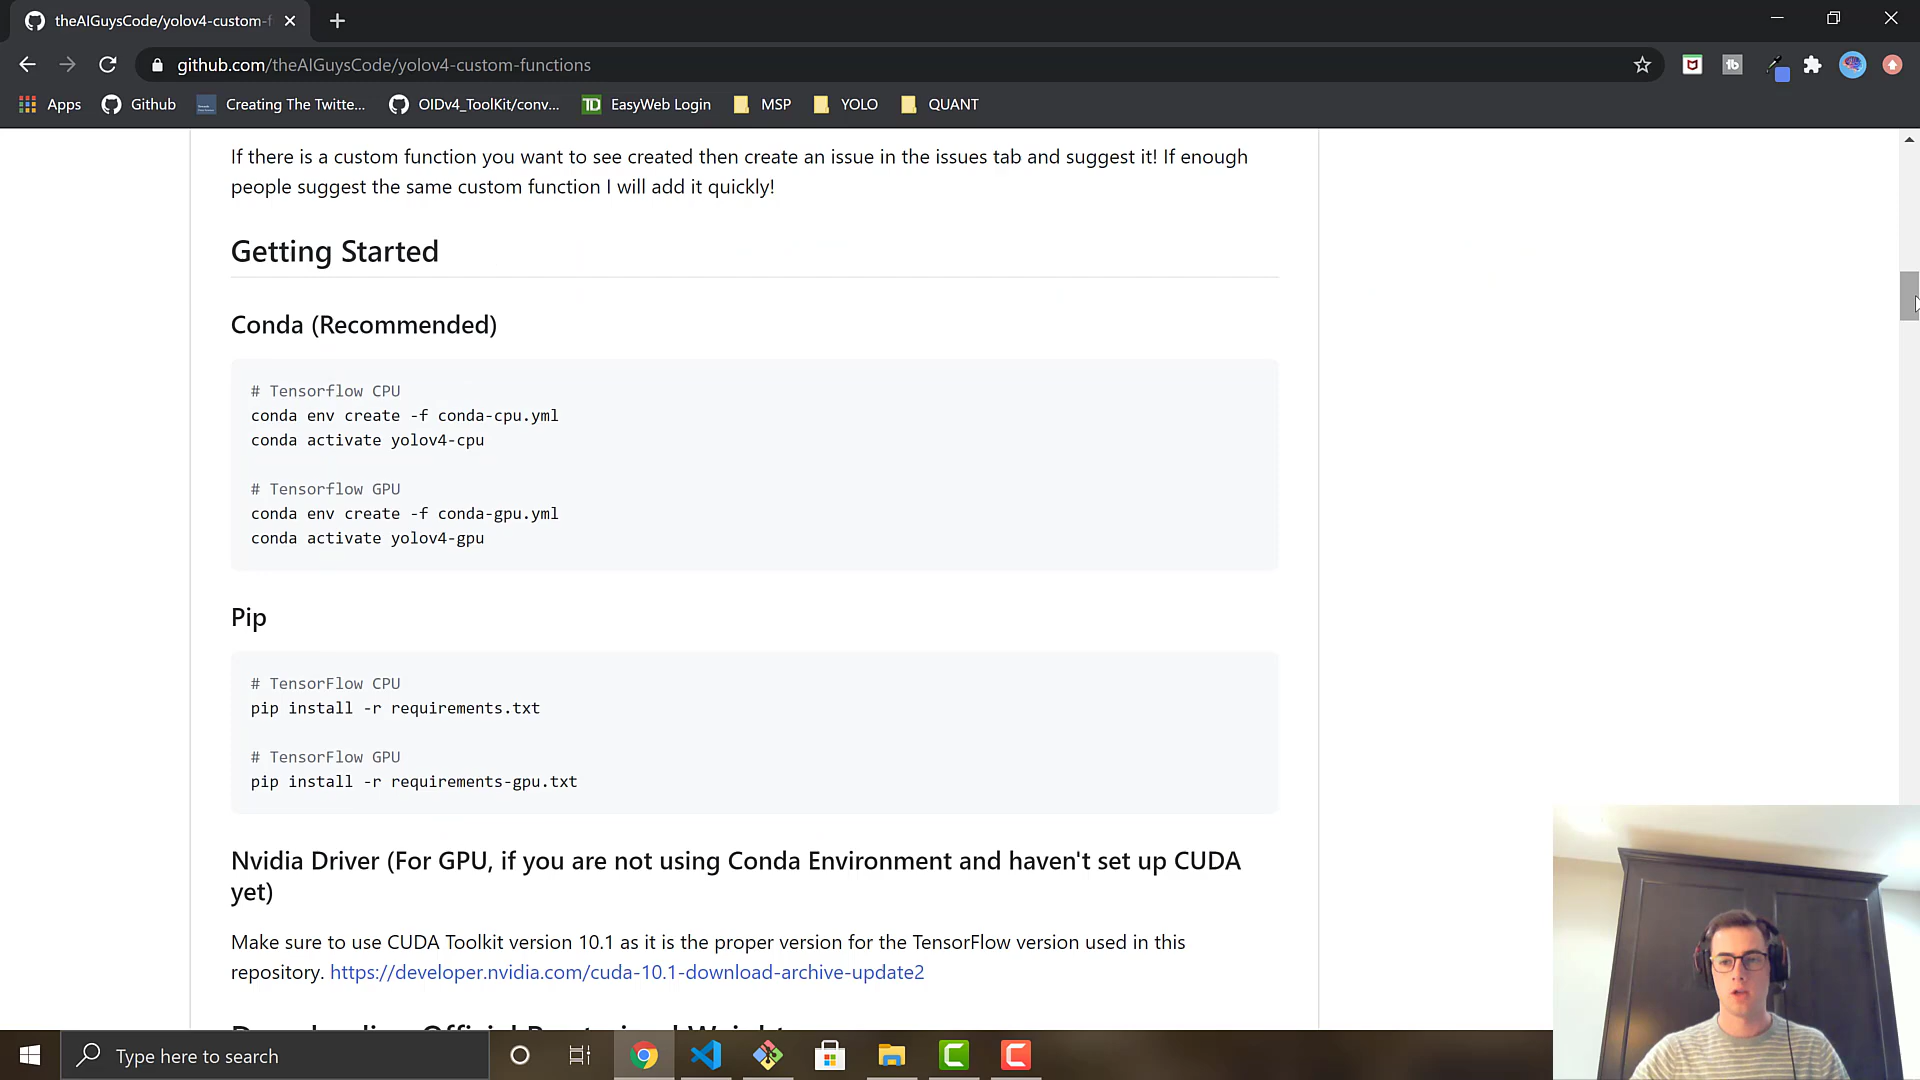 theAIGuysCode/yolov4-custom-f
github.com/theAIGuysCode/yolov4-custom-functions
Apps
Github
Creating The Twitte...
OIDv4_ToolKit/conv...
EasyWeb Login
MSP
YOLO
QUANT
If there is a custom function you want to see created then create an issue in the issues tab and suggest it! If enough
people suggest the same custom function I will add it quickly!
Getting Started
Conda (Recommended)
# Tensorflow CPU
conda env create -f conda-cpu.yml
conda activate yolov4-cpu
# Tensorflow GPU
conda env create -f conda-gpu.yml
conda activate yolov4-gpu
Pip
# TensorFlow CPU
pip install -r requirements.txt
# TensorFlow GPU
pip install -r requirements-gpu.txt
Nvidia Driver (For GPU, if you are not using Conda Environment and haven't set up CUDA
yet)
Make sure to use CUDA Toolkit version 10.1 as it is the proper version for the TensorFlow version used in this
repository. https://developer.nvidia.com/cuda-10.1-download-archive-update2
Type here to search